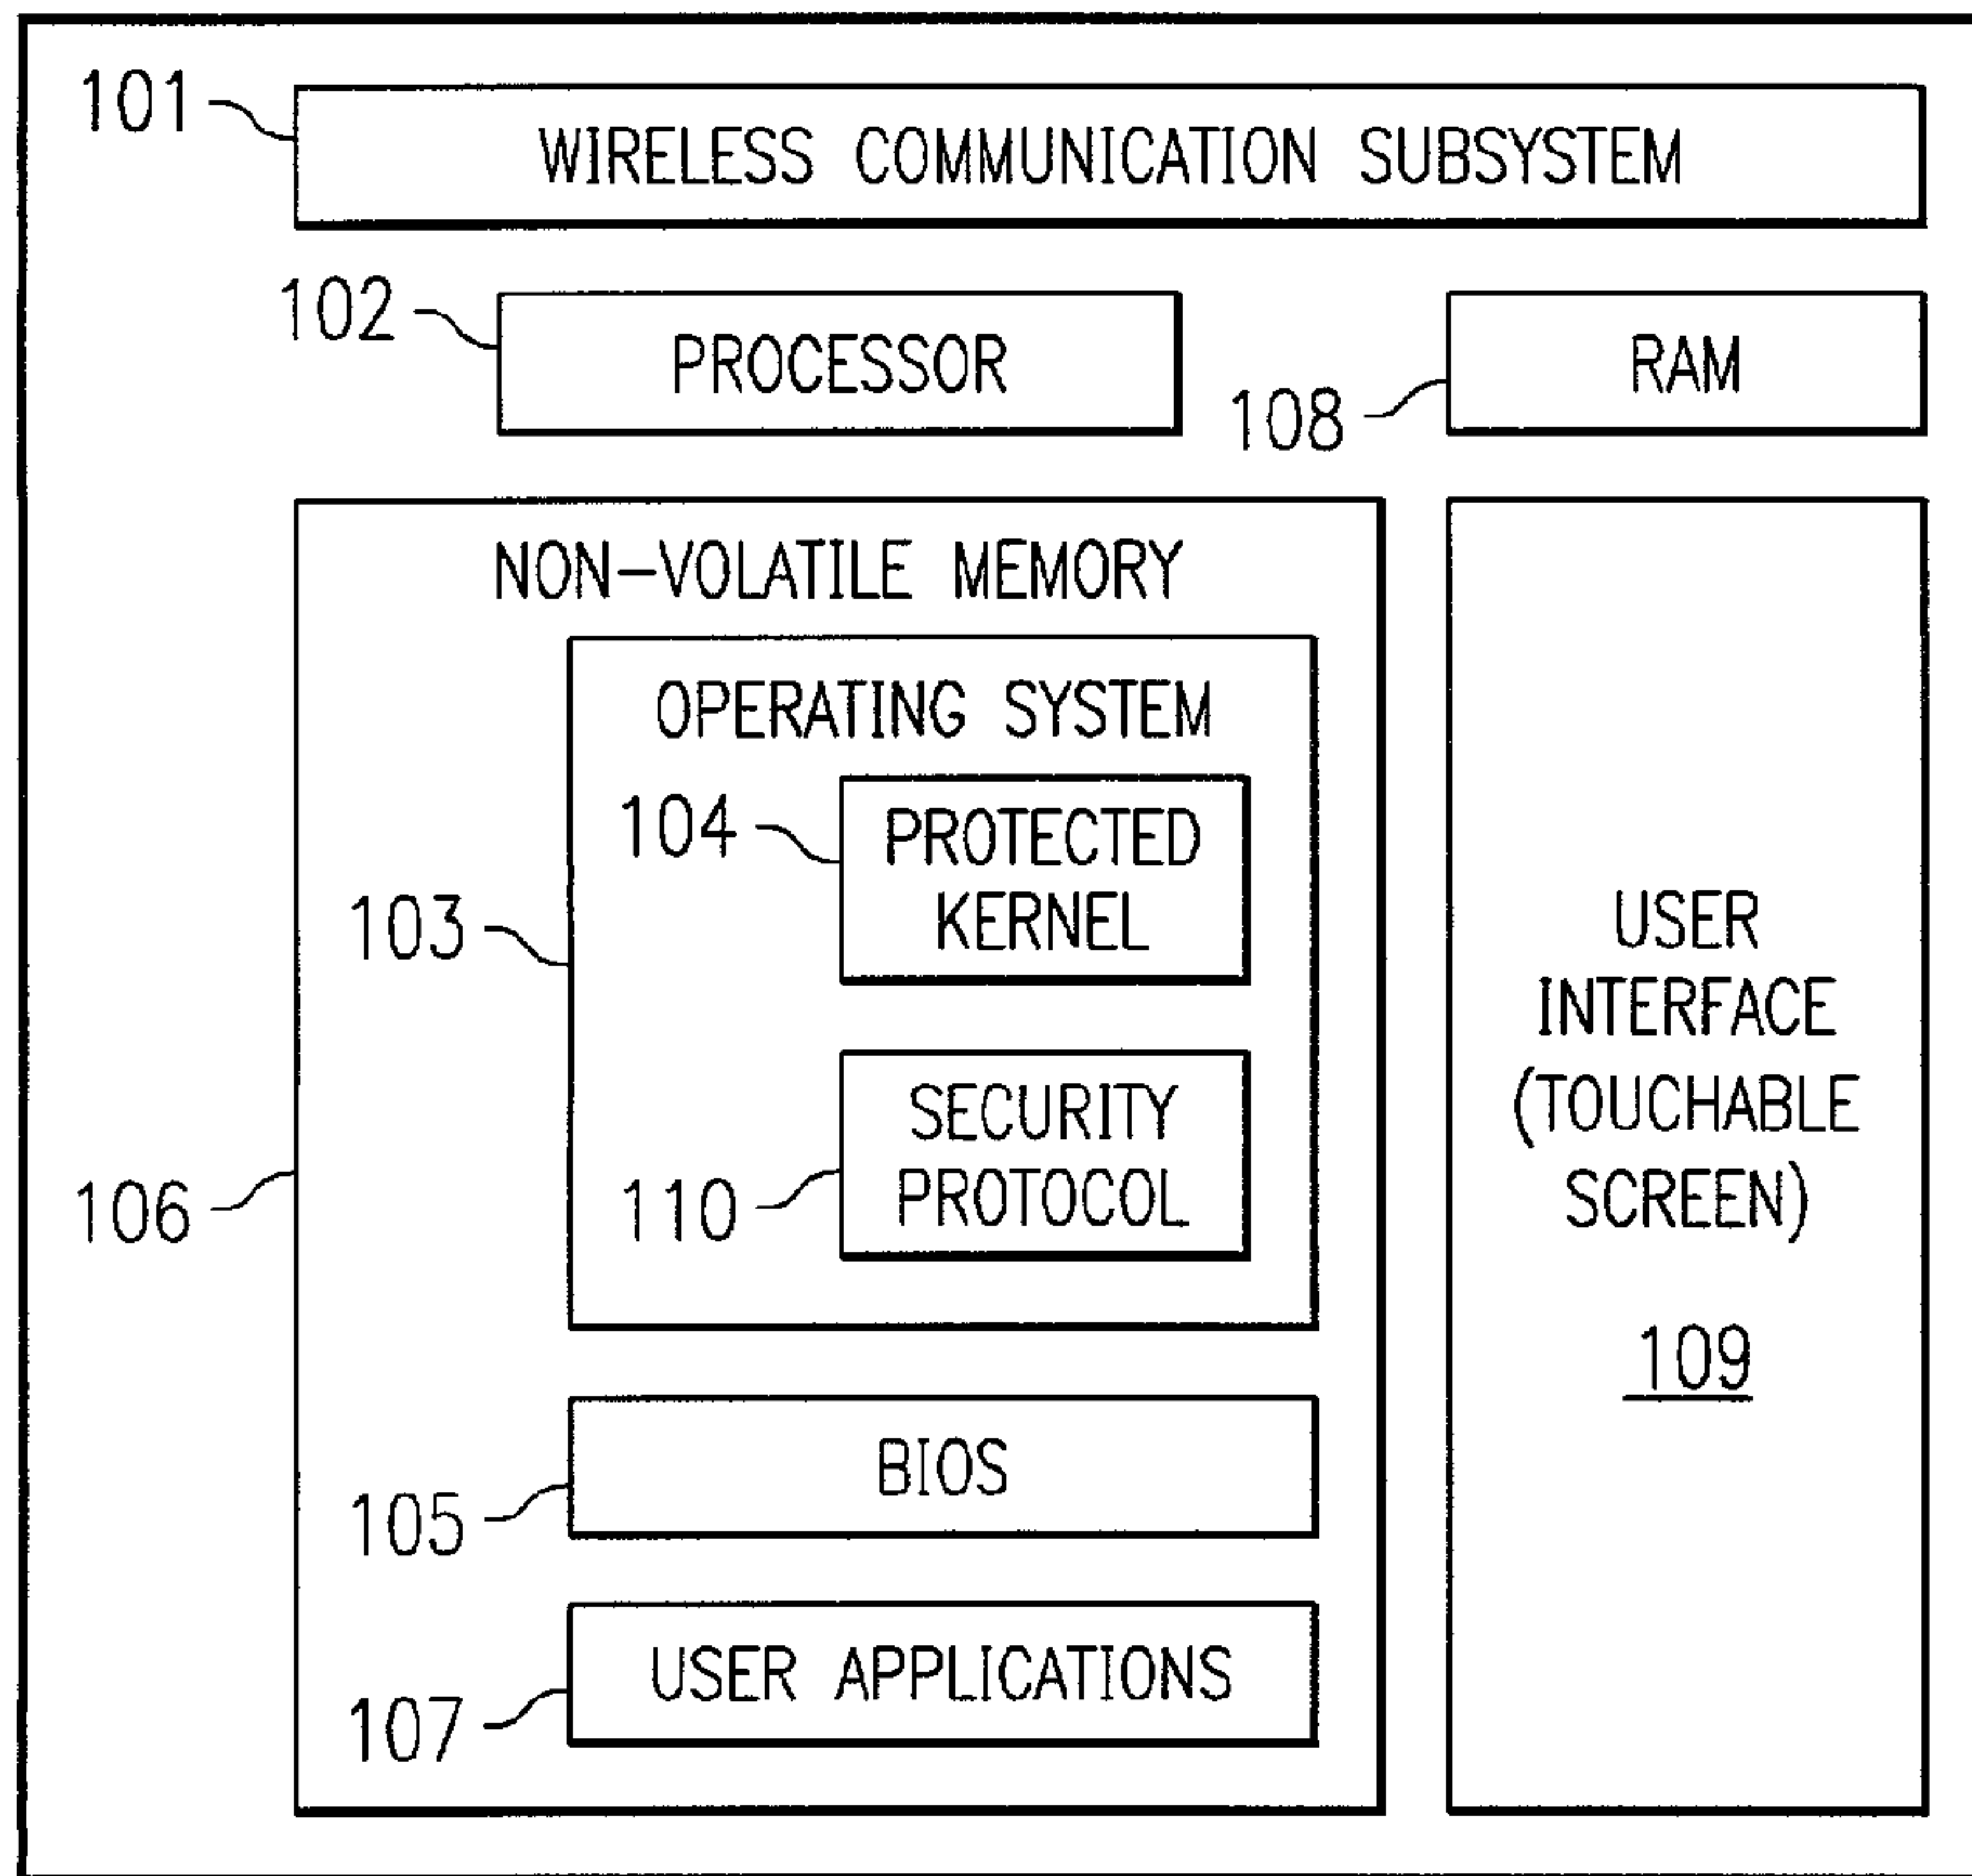 101
WIRELESS COMMUNICATION SUBSYSTEM
102
PROCESSOR
108
RAM
NON-VOLATILE MEMORY
OPERATING SYSTEM
104
PROTECTED
KERNEL
103
110
SECURITY
PROTOCOL
106
105
BIOS
107
USER APPLICATIONS
USER
INTERFACE
(TOUCHABLE
SCREEN)
109